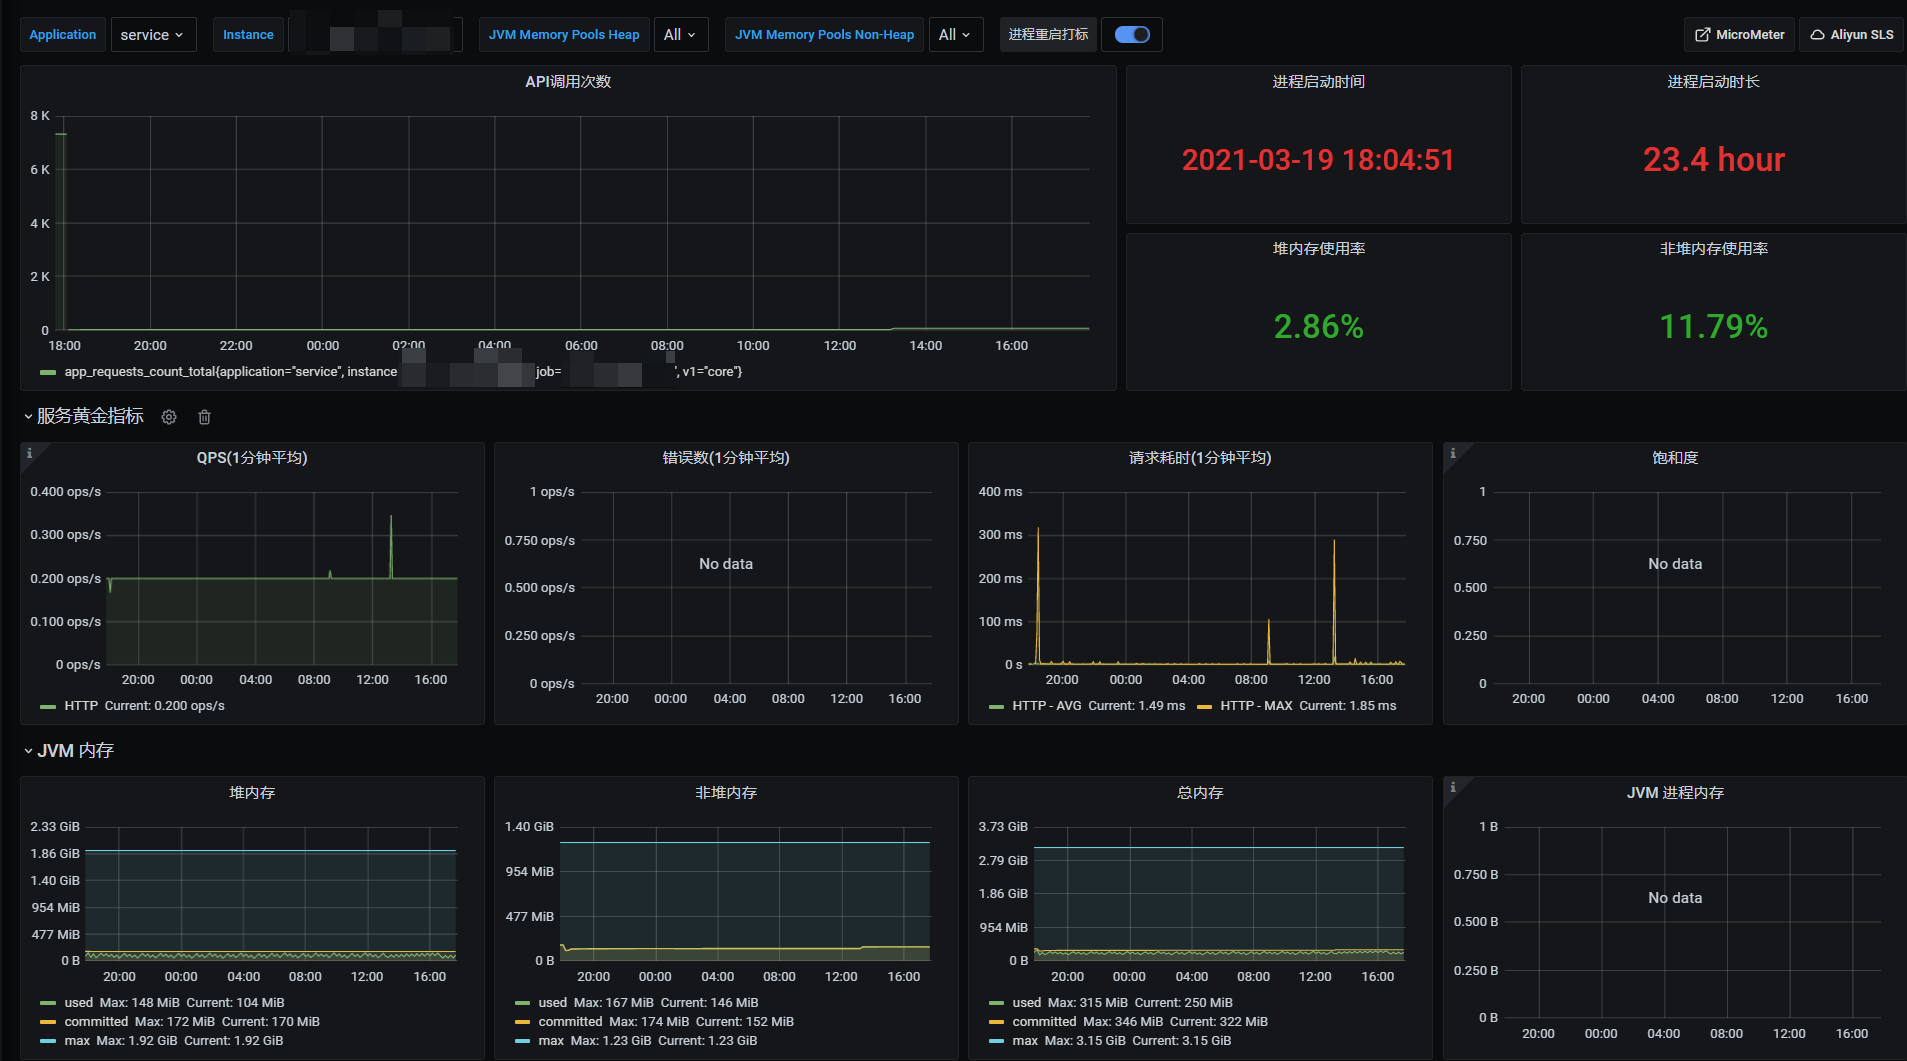 Application service Instance JVM Memory Pools Heap All JVM Memory Pools Non-Heap All 进程重启打标 MicroMeter Aliyun SLS
API调用次数
8 K
6 K
4 K
2 K
0
18:00 20:00 22:00 00:00 02:00 04:00 06:00 08:00 10:00 12:00 14:00 16:00
app_requests_count_total{application="service", instance job= ", v1="core"}
进程启动时间
2021-03-19 18:04:51
进程启动时长
23.4 hour
堆内存使用率
2.86%
非堆内存使用率
11.79%
服务黄金指标
QPS(1分钟平均)
0.400 ops/s
0.300 ops/s
0.200 ops/s
0.100 ops/s
0 ops/s
20:00 00:00 04:00 08:00 12:00 16:00
HTTP Current: 0.200 ops/s
错误数(1分钟平均)
1 ops/s
0.750 ops/s
No data
0.500 ops/s
0.250 ops/s
0 ops/s
20:00 00:00 04:00 08:00 12:00 16:00
请求耗时(1分钟平均)
400 ms
300 ms
200 ms
100 ms
0 s
20:00 00:00 04:00 08:00 12:00 16:00
HTTP - AVG Current: 1.49 ms HTTP - MAX Current: 1.85 ms
饱和度
1
0.750
No data
0.500
0.250
0
20:00 00:00 04:00 08:00 12:00 16:00
JVM 内存
堆内存
2.33 GiB
1.86 GiB
1.40 GiB
954 MiB
477 MiB
0 B
20:00 00:00 04:00 08:00 12:00 16:00
used Max: 148 MiB Current: 104 MiB
committed Max: 172 MiB Current: 170 MiB
max Max: 1.92 GiB Current: 1.92 GiB
非堆内存
1.40 GiB
954 MiB
477 MiB
0 B
20:00 00:00 04:00 08:00 12:00 16:00
used Max: 167 MiB Current: 146 MiB
committed Max: 174 MiB Current: 152 MiB
max Max: 1.23 GiB Current: 1.23 GiB
总内存
3.73 GiB
2.79 GiB
1.86 GiB
954 MiB
0 B
20:00 00:00 04:00 08:00 12:00 16:00
used Max: 315 MiB Current: 250 MiB
committed Max: 346 MiB Current: 322 MiB
max Max: 3.15 GiB Current: 3.15 GiB
JVM 进程内存
1 B
0.750 B
No data
0.500 B
0.250 B
0 B
20:00 00:00 04:00 08:00 12:00 16:00